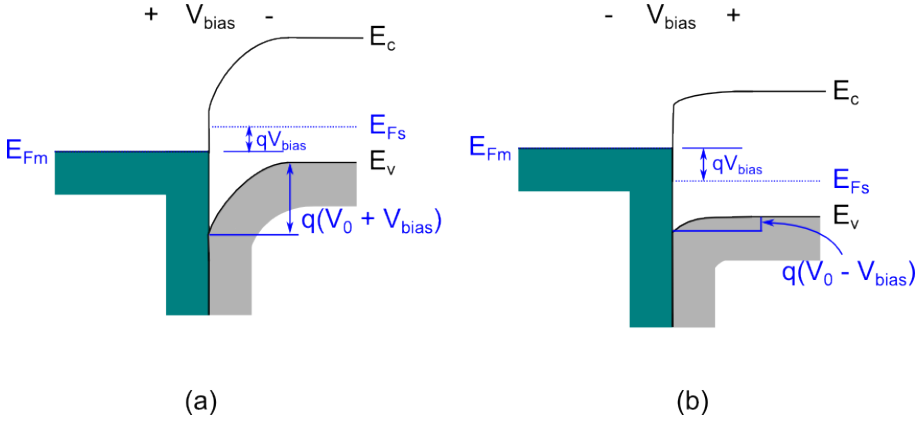 + V_bias -
E_c
E_Fs
qV_bias
E_Fm
E_v
q(V_0 + V_bias)
(a)
- V_bias +
E_c
E_Fm
qV_bias
E_Fs
E_v
q(V_0 - V_bias)
(b)